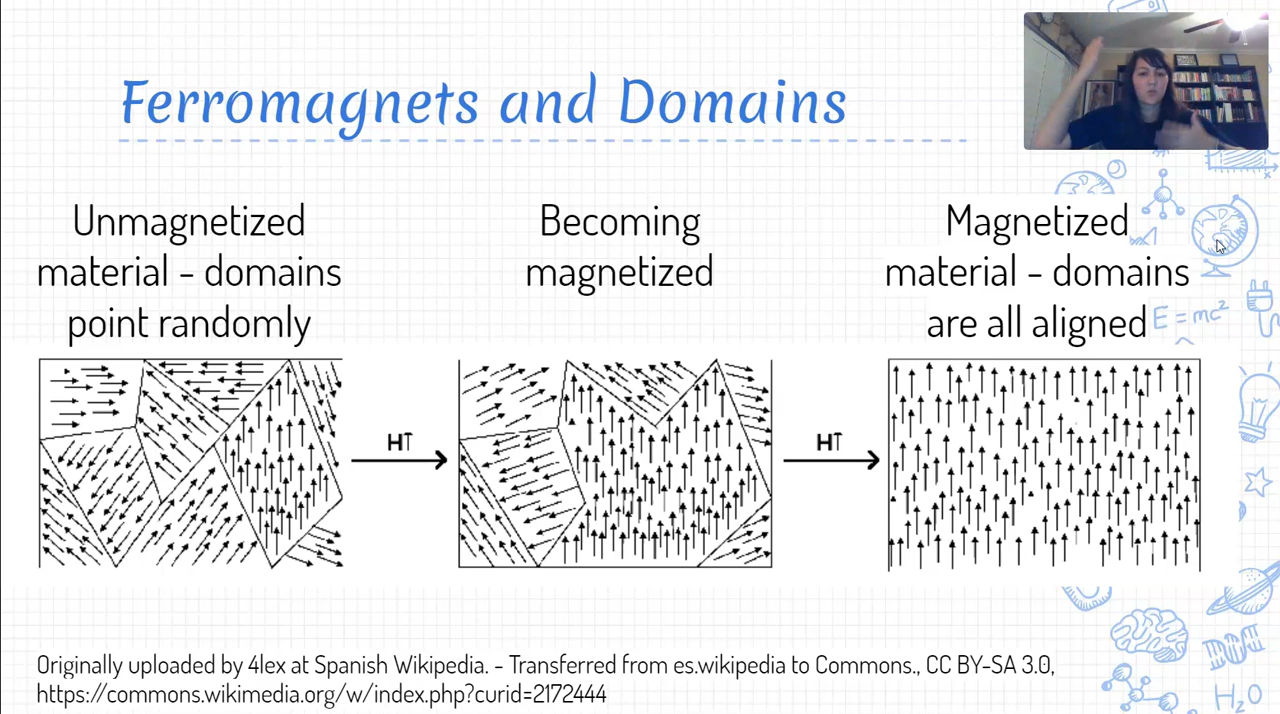 Ferromagnets and Domains
Unmagnetized
material - domains
point randomly
Becoming
magnetized
Magnetized
material - domains
are all aligned
E = mc²
H↑
H↑
Originally uploaded by 4lex at Spanish Wikipedia. - Transferred from es.wikipedia to Commons., CC BY-SA 3.0,
https://commons.wikimedia.org/w/index.php?curid=2172444
H₂O